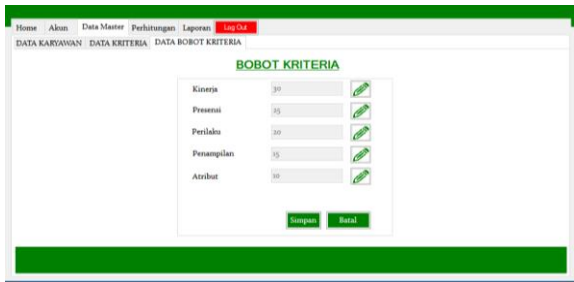 Home Akun Data Master Perhitungan Laporan Log Out
DATA KARYAWAN DATA KRITERIA DATA BOBOT KRITERIA
BOBOT KRITERIA
Kinerja 30
Presensi 25
Perilaku 20
Penampilan 15
Atribut 10
Simpan Batal